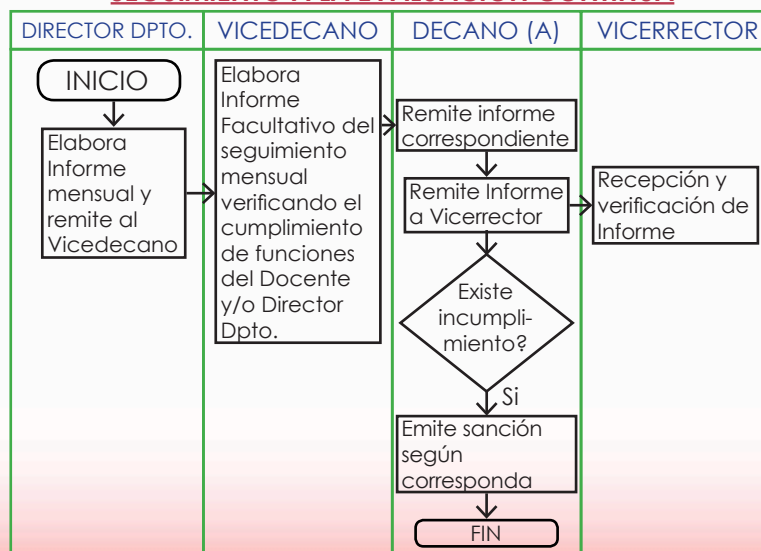 DIRECTOR DPTO.
VICEDECANO
DECANO (A)
VICERRECTOR
INICIO
Elabora
Informe
mensual y
remite al
Vicedecano
Elabora
Informe
Facultativo del
seguimiento
mensual
verificando el
cumplimiento
de funciones
del Docente
y/o Director
Dpto.
Remite informe
correspondiente
Remite Informe
a Vicerrector
Recepción y
verificación de
Informe
Existe
incumpli-
miento?
Si
Emite sanción
según
corresponda
FIN